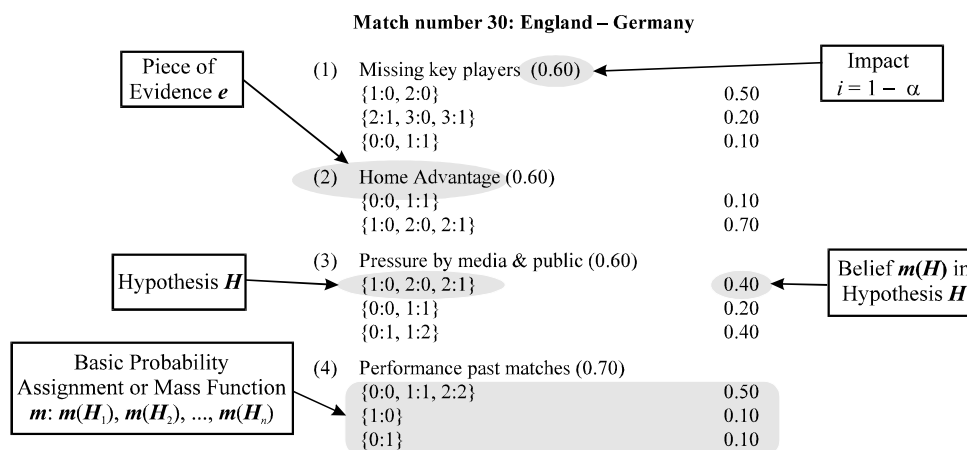 Match number 30: England – Germany
Piece of
Evidence e
(1) Missing key players (0.60)
{1:0, 2:0} 0.50
{2:1, 3:0, 3:1} 0.20
{0:0, 1:1} 0.10
Impact
i = 1 – α
(2) Home Advantage (0.60)
{0:0, 1:1} 0.10
{1:0, 2:0, 2:1} 0.70
Hypothesis H
(3) Pressure by media & public (0.60)
{1:0, 2:0, 2:1} 0.40
{0:0, 1:1} 0.20
{0:1, 1:2} 0.40
Belief m(H) in
Hypothesis H
Basic Probability
Assignment or Mass Function
m: m(H₁), m(H₂), ..., m(Hₙ)
(4) Performance past matches (0.70)
{0:0, 1:1, 2:2} 0.50
{1:0} 0.10
{0:1} 0.10